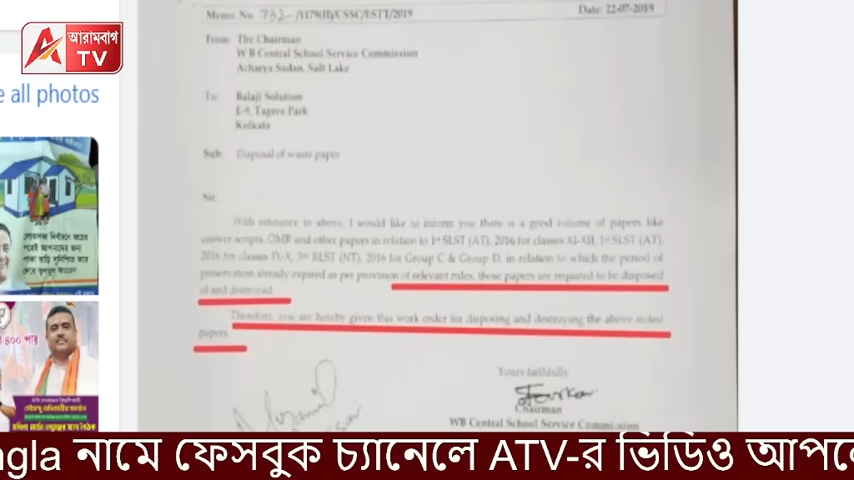 আরামবাগ
TV
e all photos
Memo. No. 732-/1179(II)/CSSC/ESTT/2019
Date: 22-07-2019
From: The Chairman
W B Central School Service Commission
Acharya Sadan, Salt Lake
To: Balaji Solution
E-9, Tagore Park
Kolkata
Sub: Disposal of waste paper
Sir,
With reference to above, I would like to inform you there is a good volume of papers like
answer scripts, OMR and other papers in relation to 1st SLST (AT), 2016 for classes XI-XII, 1st SLST (AT),
2016 for classes IX-X, 3rd RLST (NT), 2016 for Group C & Group D, in relation to which the period of
preservation already expired as per provision of relevant rules, those papers are required to be disposed
of and destroyed.
Therefore, you are hereby given this work order for disposing and destroying the above noted
papers.
Yours faithfully
Chairman
WB Central School Service Commission
৪০০ পার
ngla নামে ফেসবুক চ্যানেলে ATV-র ভিডিও আপলে